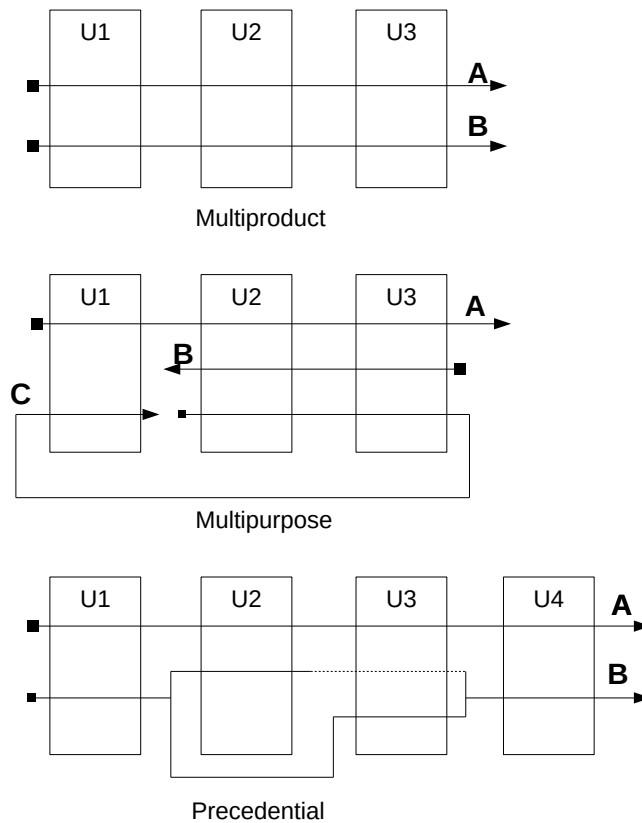 U1 U2 U3
A
B
Multiproduct
U1 U2 U3
A
B
C
Multipurpose
U1 U2 U3 U4
A
B
Precedential